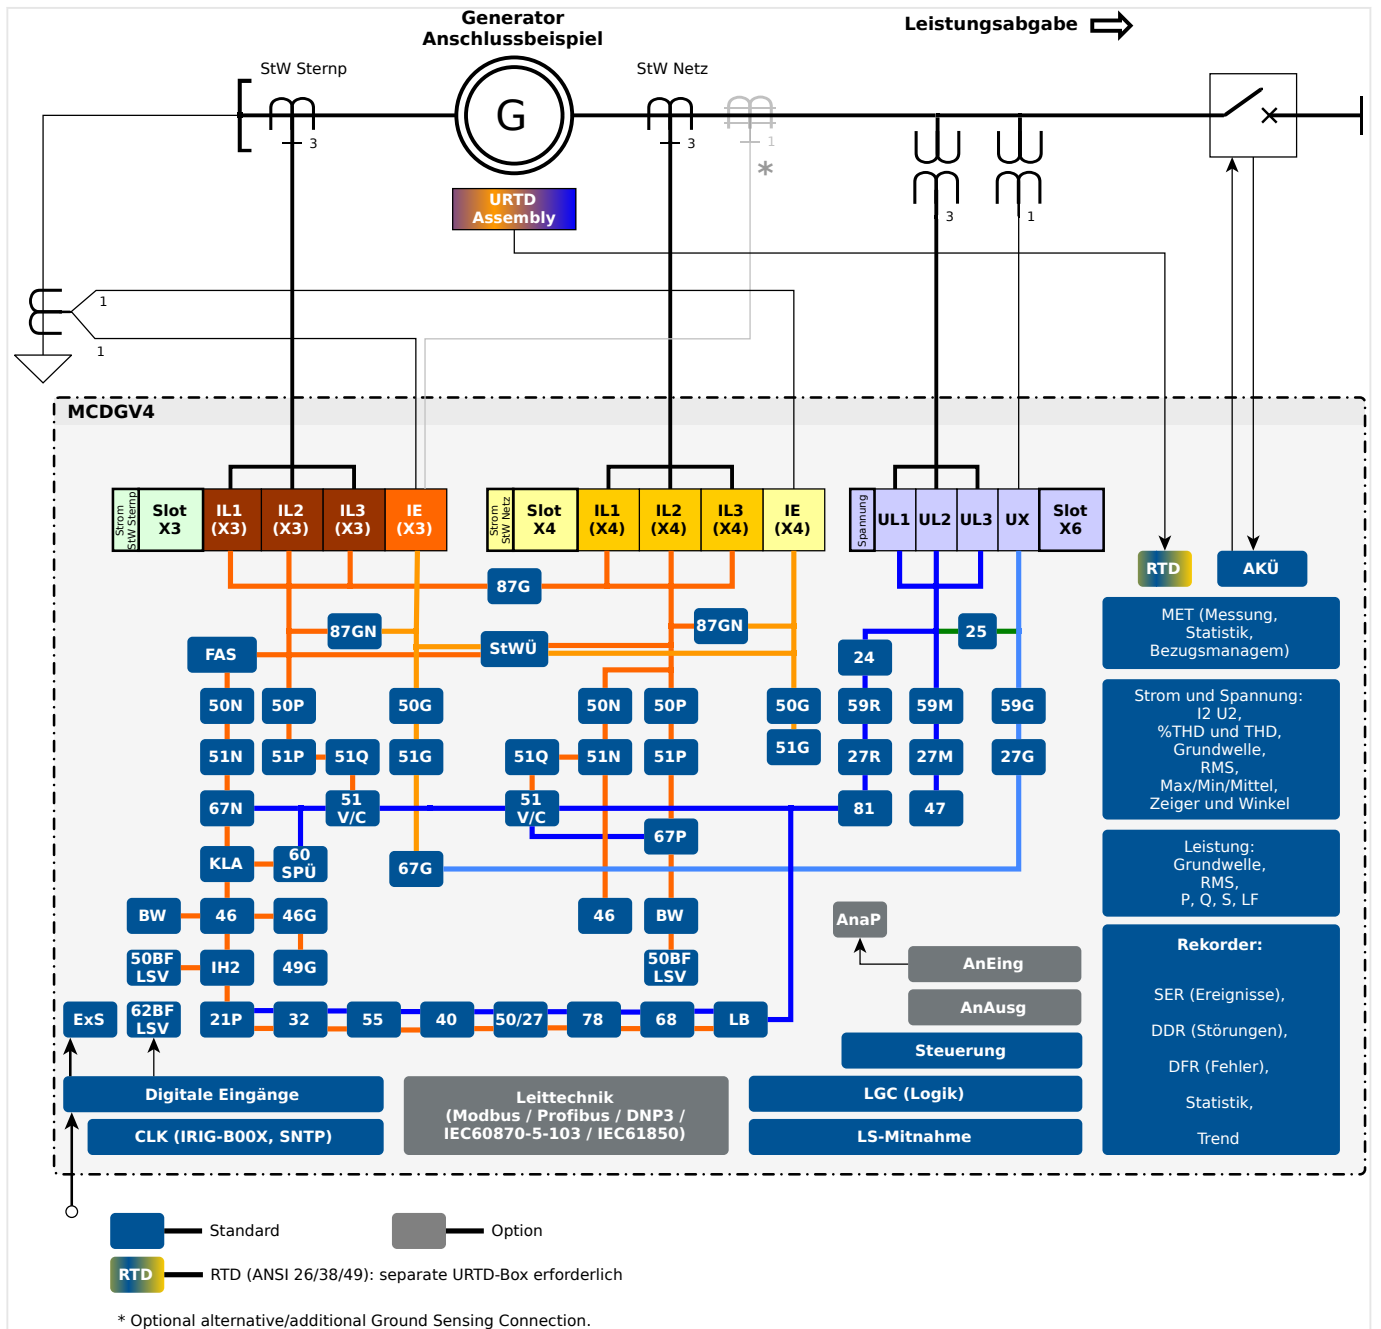 Generator
Anschlussbeispiel
Leistungsabgabe
StW Sternp
StW Netz
G
3
3
1
*
URTD
Assembly
3
1
1
1
MCDGV4
Strom
StW Sternp
Slot
X3
IL1
(X3)
IL2
(X3)
IL3
(X3)
IE
(X3)
Strom
StW Netz
Slot
X4
IL1
(X4)
IL2
(X4)
IL3
(X4)
IE
(X4)
Spannung
UL1
UL2
UL3
UX
Slot
X6
87G
RTD
AKÜ
87GN
87GN
25
FAS
StWÜ
24
MET (Messung,
Statistik,
Bezugsmanagem)
50N
50P
50G
50N
50P
50G
59R
59M
59G
51N
51P
51Q
51G
51Q
51N
51P
51G
27R
27M
27G
Strom und Spannung:
I2 U2,
%THD und THD,
Grundwelle,
RMS,
Max/Min/Mittel,
Zeiger und Winkel
67N
51
V/C
51
V/C
81
47
67P
KLA
60
SPÜ
67G
Leistung:
Grundwelle,
RMS,
P, Q, S, LF
BW
46
46G
46
BW
AnaP
50BF
LSV
IH2
49G
50BF
LSV
AnEing
AnAusg
Rekorder:
SER (Ereignisse),
DDR (Störungen),
DFR (Fehler),
Statistik,
Trend
ExS
62BF
LSV
21P
32
55
40
50/27
78
68
LB
Steuerung
Digitale Eingänge
CLK (IRIG-B00X, SNTP)
Leittechnik
(Modbus / Profibus / DNP3 /
IEC60870-5-103 / IEC61850)
LGC (Logik)
LS-Mitnahme
Standard
Option
RTD
RTD (ANSI 26/38/49): separate URTD-Box erforderlich
* Optional alternative/additional Ground Sensing Connection.